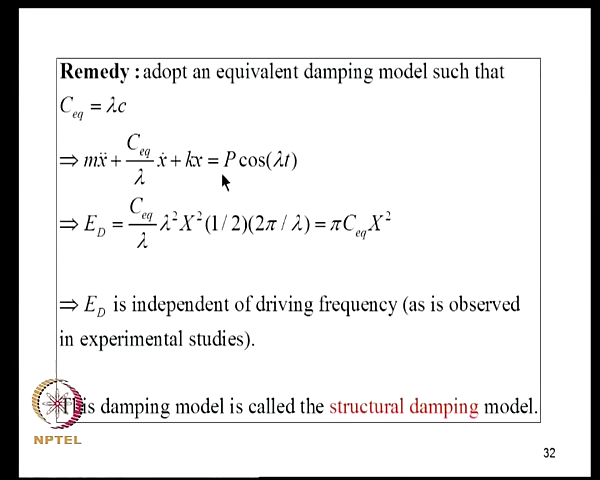 Remedy : adopt an equivalent damping model such that
C_eq = λc
⇒ mẍ + (C_eq / λ) ẋ + kx = P cos(λt)
⇒ E_D = (C_eq / λ) λ² X² (1/2)(2π / λ) = πC_eq X²
⇒ E_D is independent of driving frequency (as is observed
in experimental studies).
This damping model is called the structural damping model.
NPTEL
32